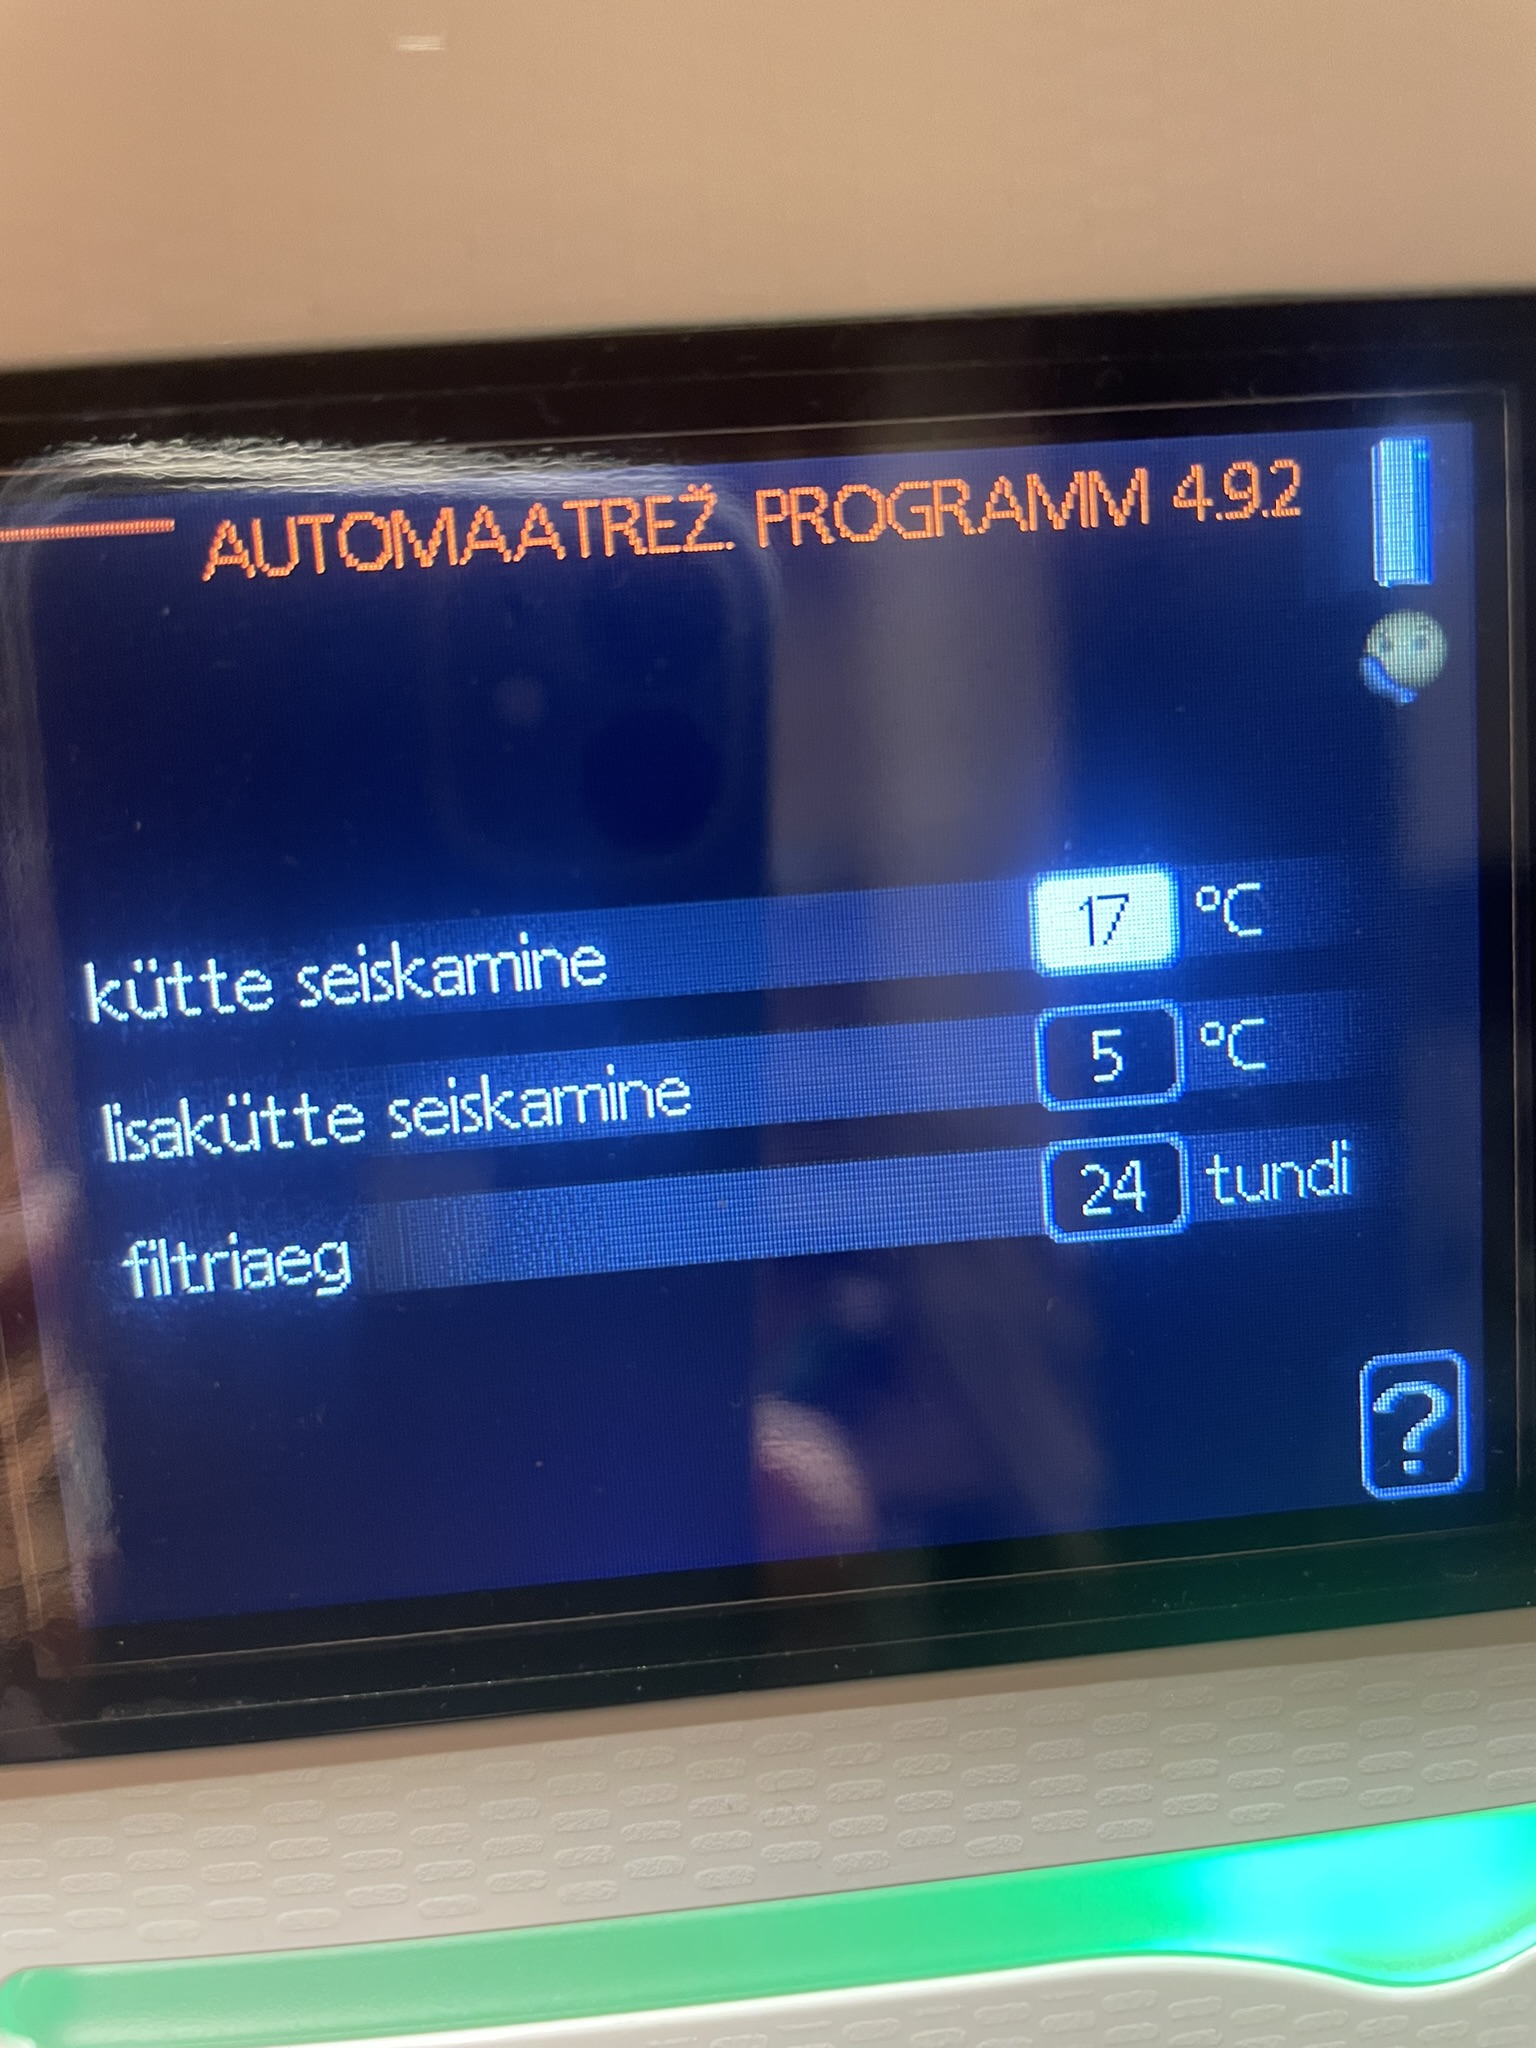 AUTOMAATREŽ. PROGRAMM 4.9.2
kütte seiskamine 17 °C
lisakütte seiskamine 5 °C
filtriaeg 24 tundi
?